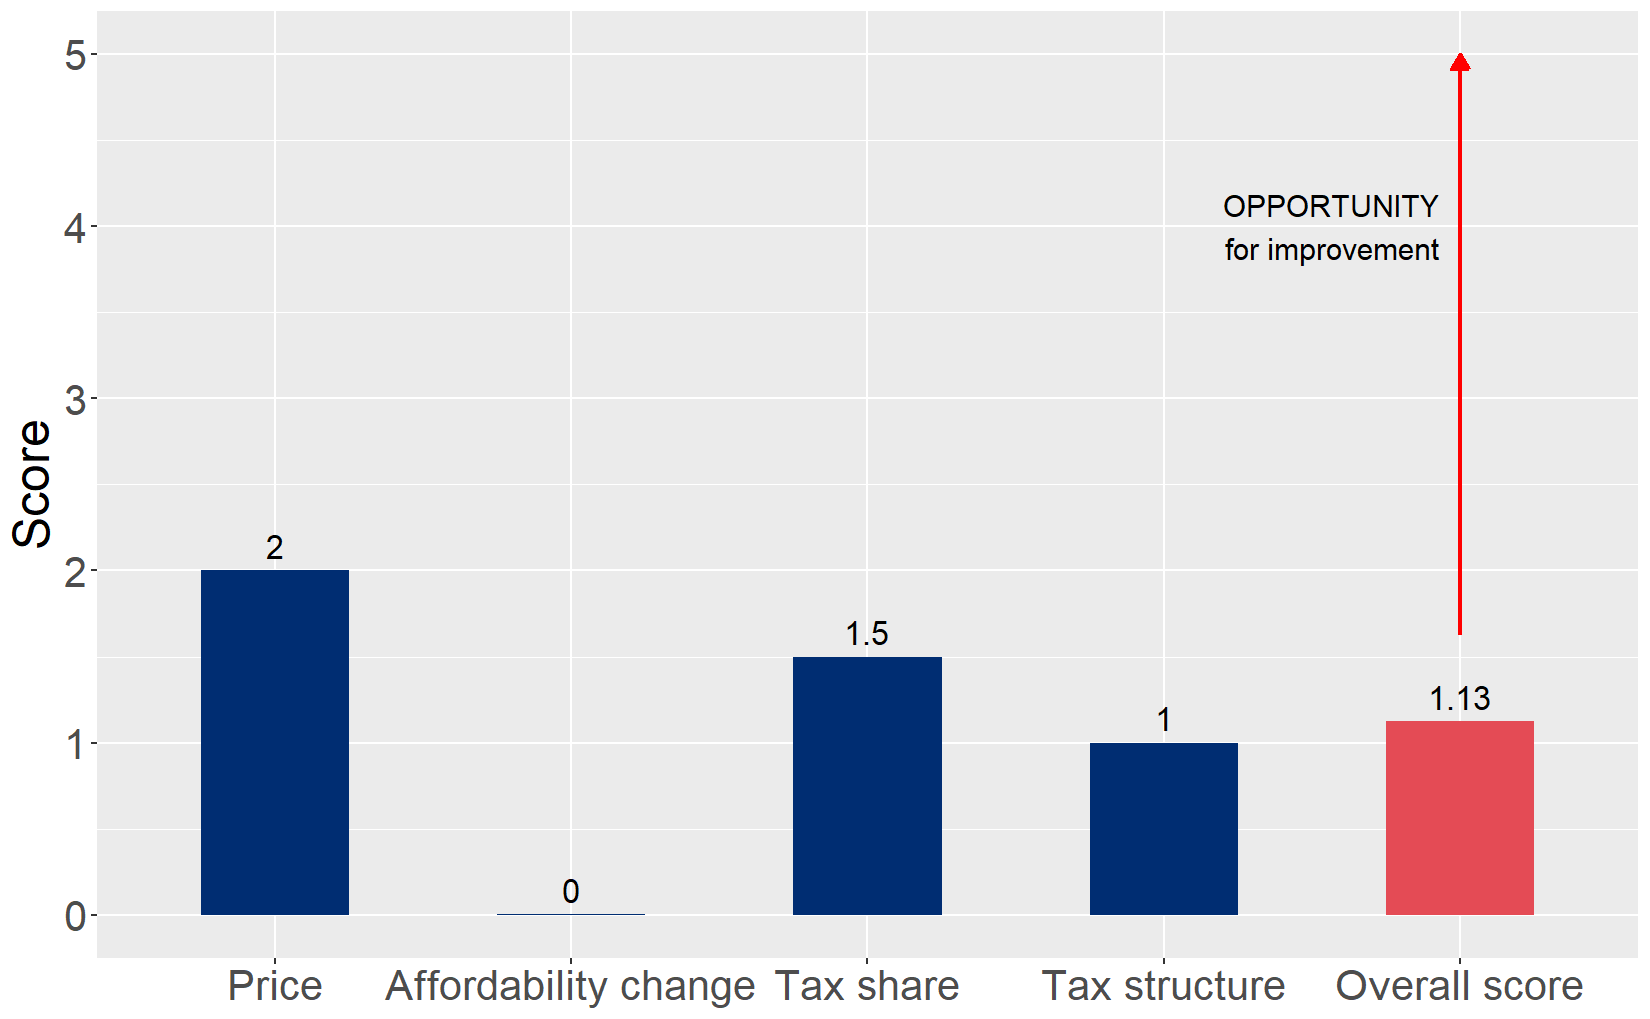 Score
5
4
3
2
1
0
OPPORTUNITY
for improvement
2
0
1.5
1
1.13
Price
Affordability change
Tax share
Tax structure
Overall score